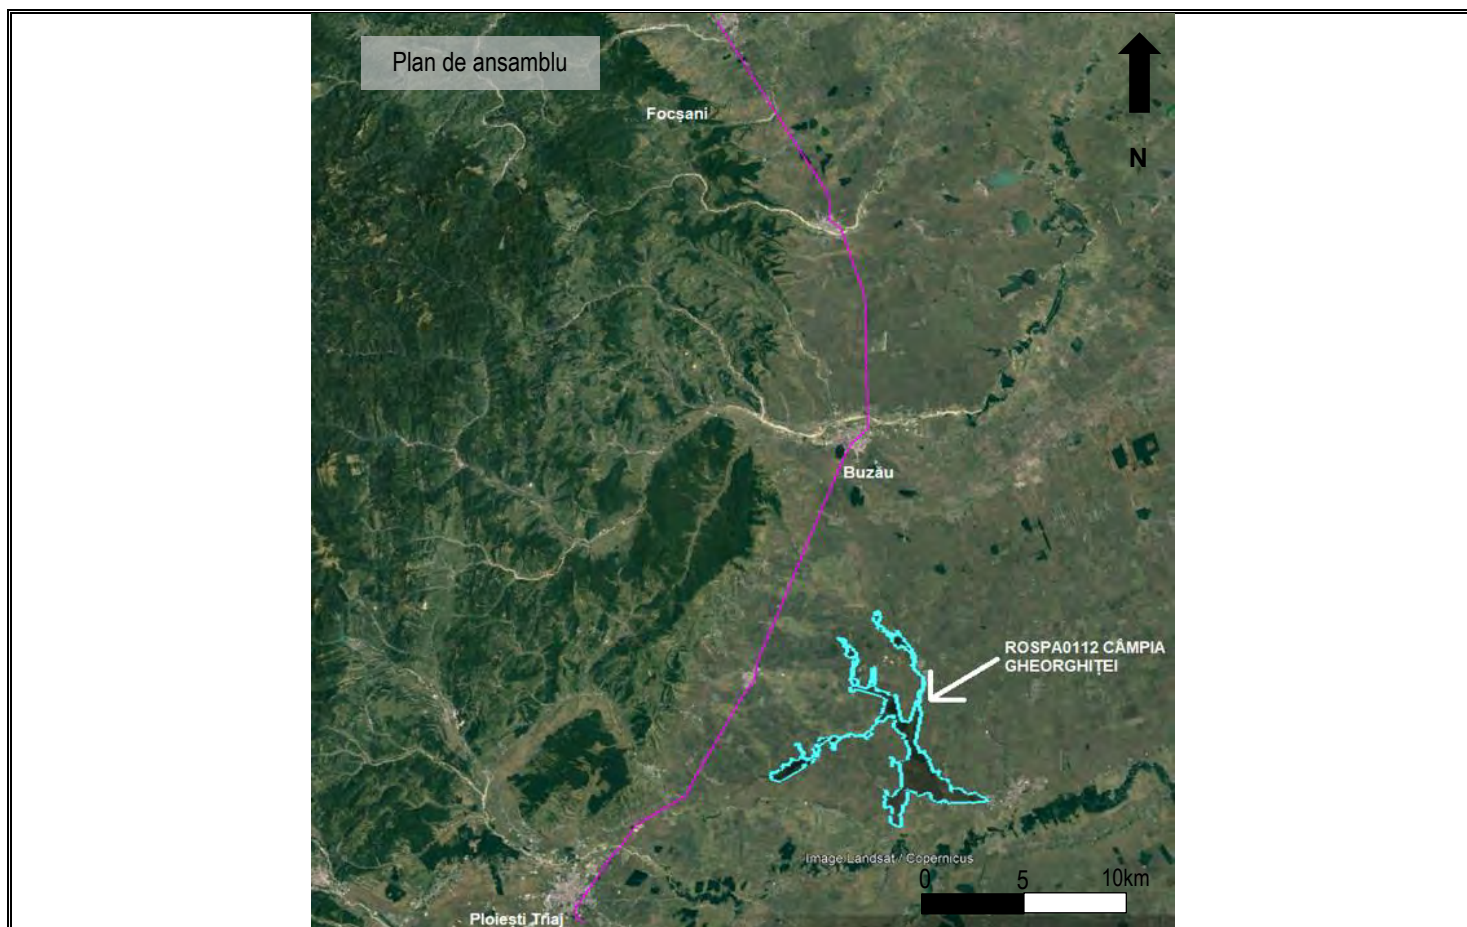 Plan de ansamblu
Focșani
N
Buzău
ROSPA0112 CÂMPIA
GHEORGHIȚEI
Image Landsat / Copernicus
0 5 10km
Ploiești Triaj